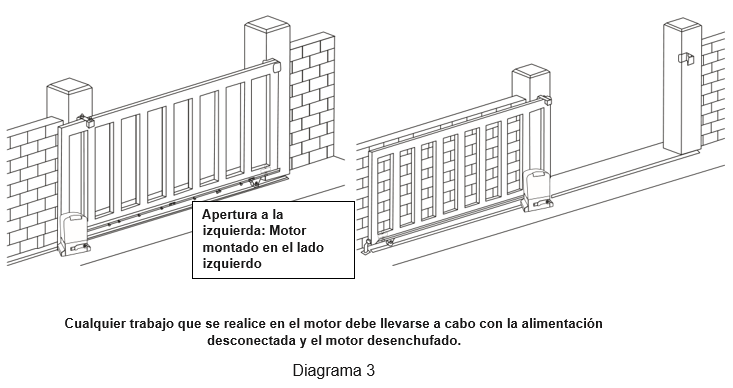 Apertura a la
izquierda: Motor
montado en el lado
izquierdo
Cualquier trabajo que se realice en el motor debe llevarse a cabo con la alimentación
desconectada y el motor desenchufado.
Diagrama 3